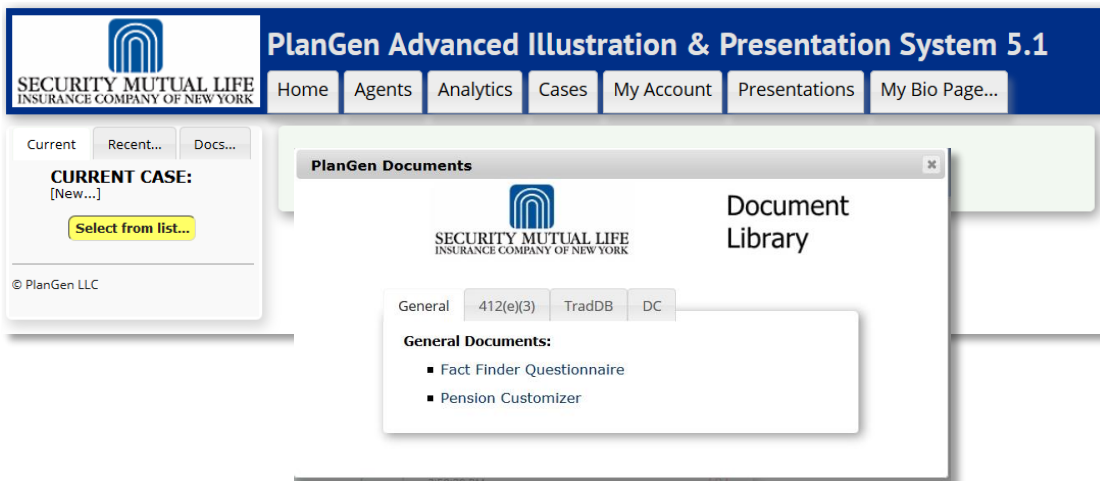 SECURITY MUTUAL LIFE
INSURANCE COMPANY OF NEW YORK
PlanGen Advanced Illustration & Presentation System 5.1
Home Agents Analytics Cases My Account Presentations My Bio Page...
Current Recent... Docs...
CURRENT CASE:
[New...]
Select from list...
© PlanGen LLC
PlanGen Documents
SECURITY MUTUAL LIFE
INSURANCE COMPANY OF NEW YORK
Document
Library
General 412(e)(3) TradDB DC
General Documents:
Fact Finder Questionnaire
Pension Customizer